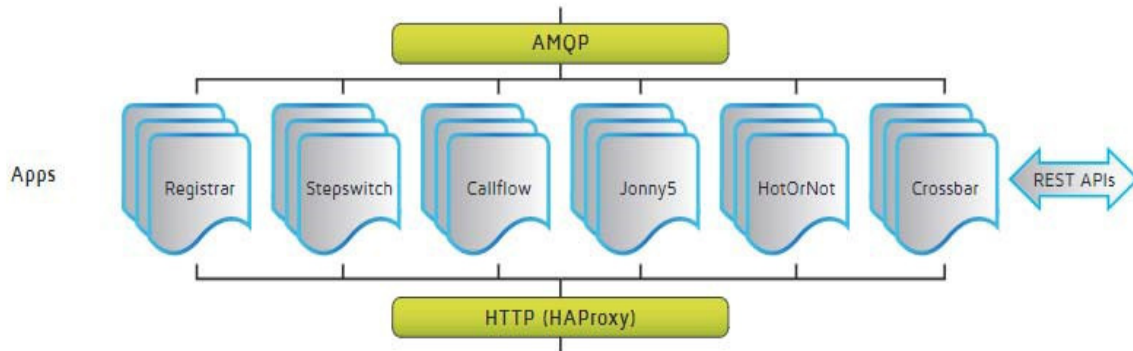 AMQP
Apps
Registrar
Stepswitch
Callflow
Jonny5
HotOrNot
Crossbar
REST APIs
HTTP (HAProxy)